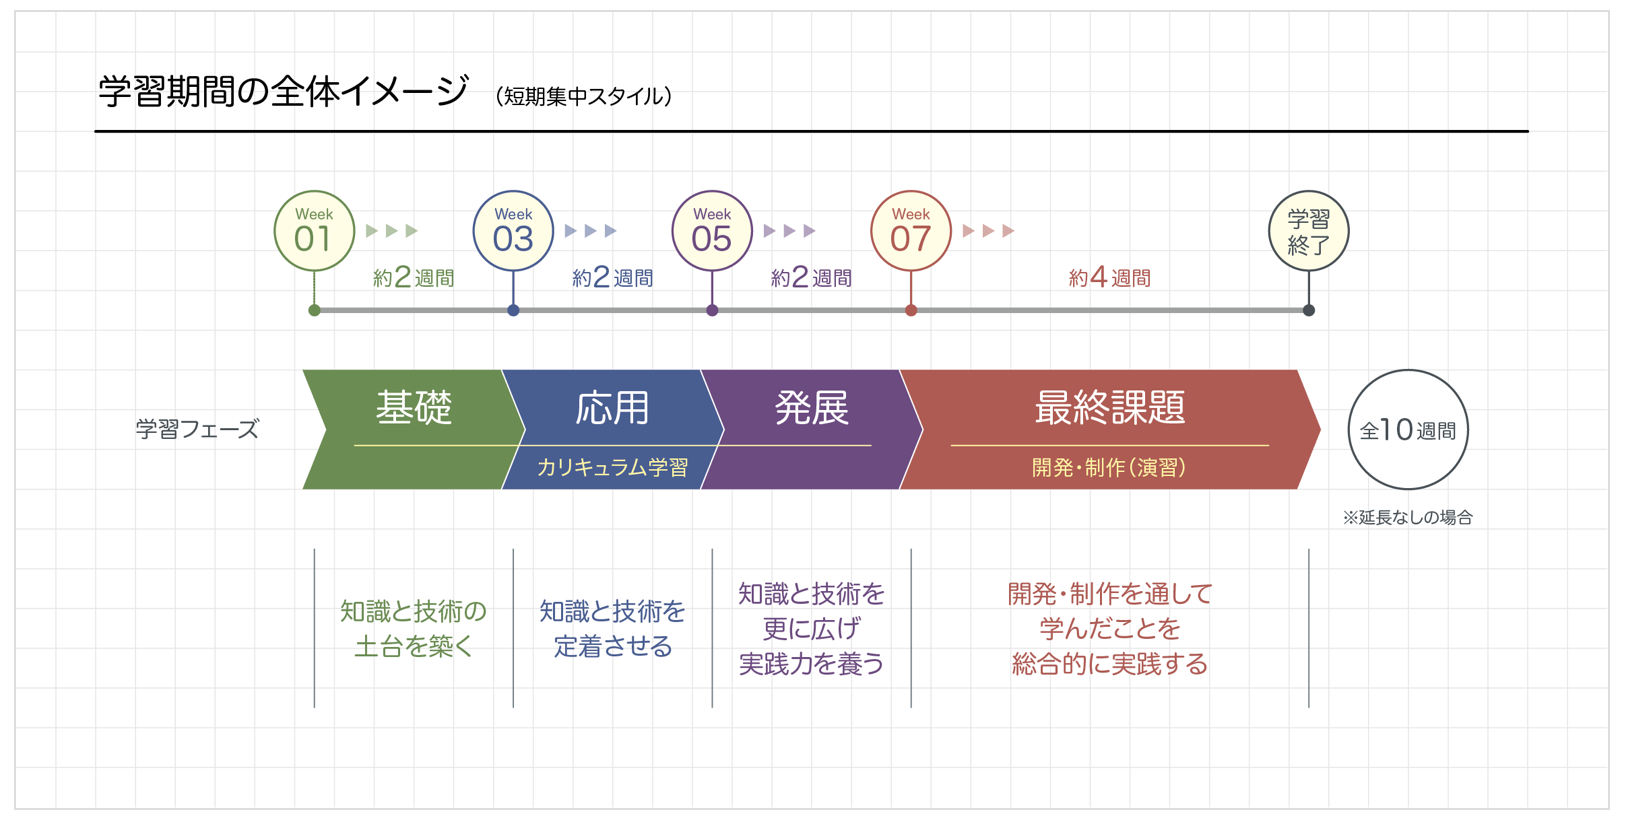 学習期間の全体イメージ （短期集中スタイル）
Week
01
Week
03
Week
05
Week
07
学習
終了
約2週間
約2週間
約2週間
約4週間
学習フェーズ
基礎
応用
発展
最終課題
カリキュラム学習
開発・制作（演習）
全10週間
※延長なしの場合
知識と技術の
土台を築く
知識と技術を
定着させる
知識と技術を
更に広げ
実践力を養う
開発・制作を通して
学んだことを
総合的に実践する